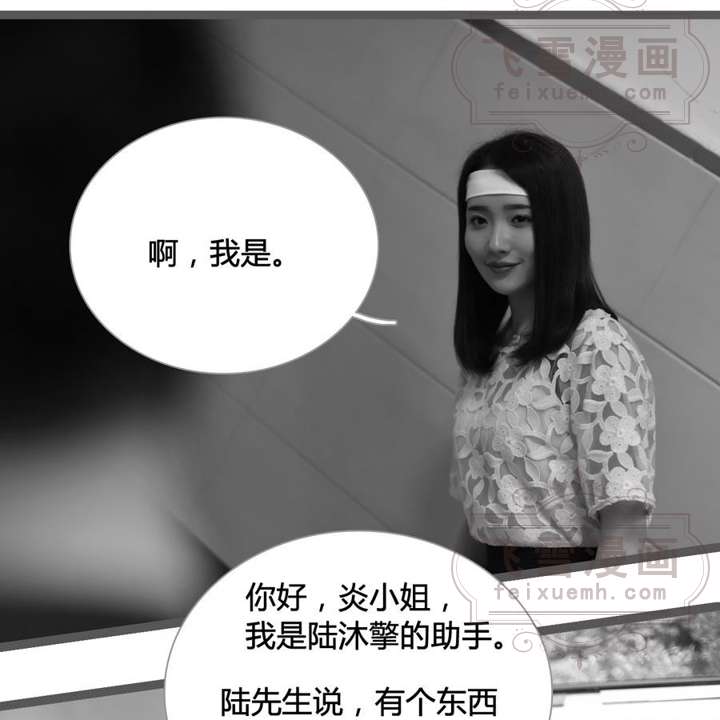 飞雪漫画
feixuemh.com
啊，我是。
飞雪漫画
feixuemh.com
你好，炎小姐，
我是陆沐擎的助手。
陆先生说，有个东西